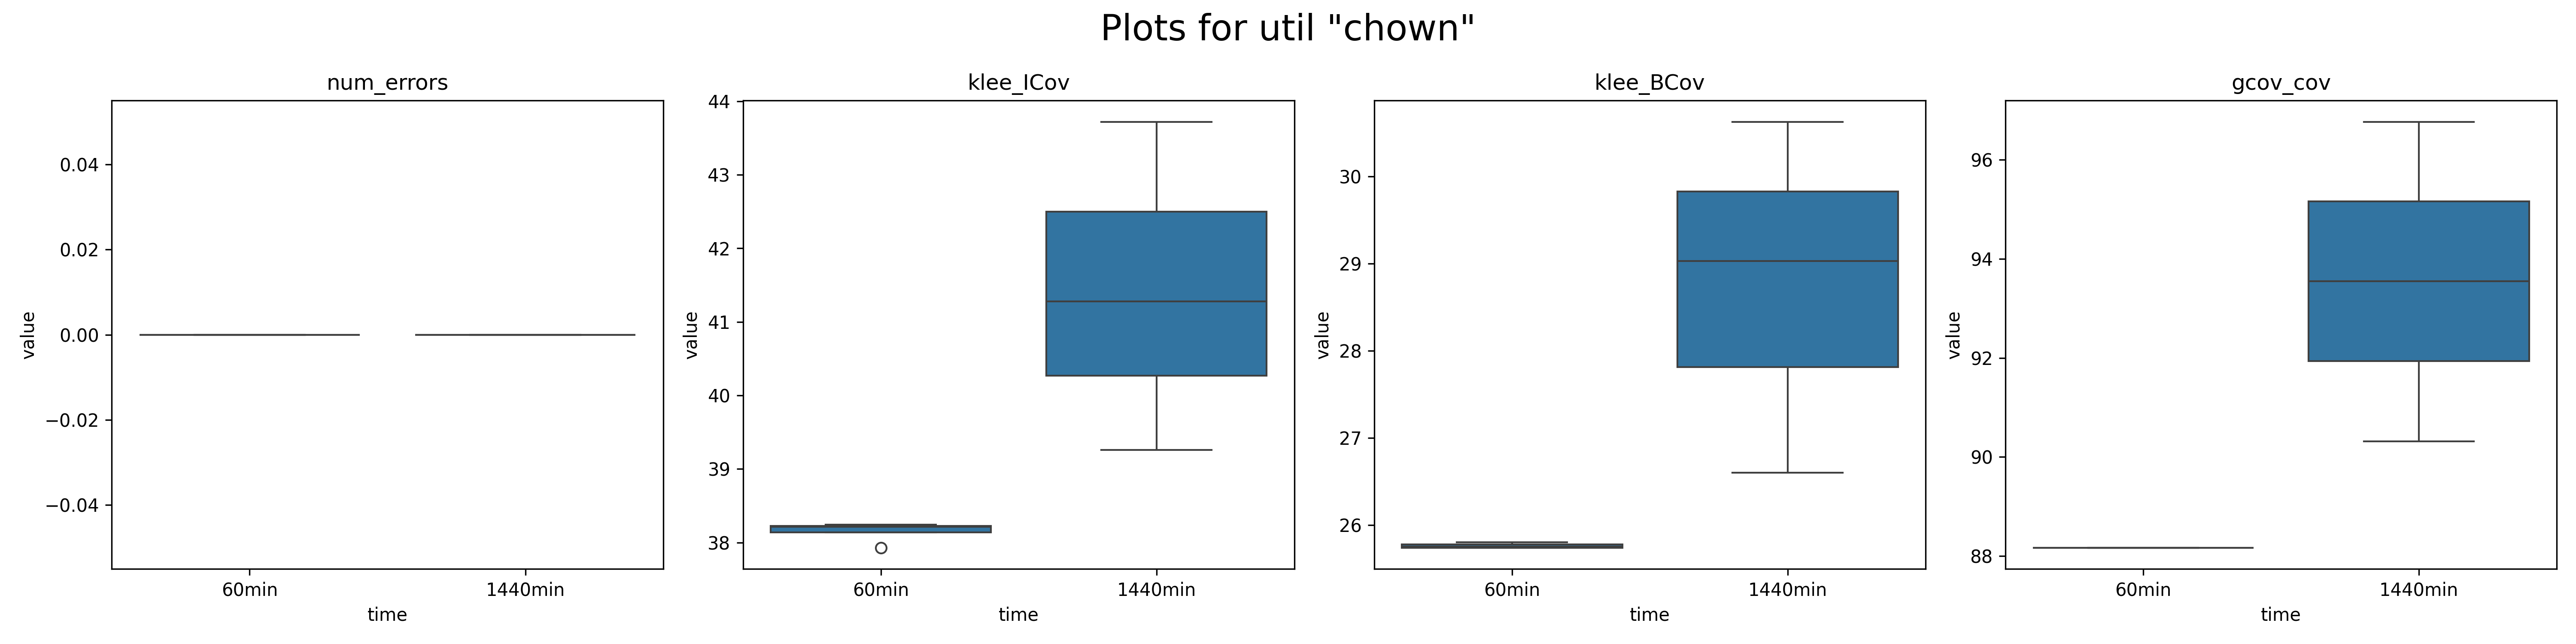 Plots for util "chown"
num_errors
value
0.04
0.02
0.00
−0.02
−0.04
60min
1440min
time
klee_ICov
value
44
43
42
41
40
39
38
60min
1440min
time
klee_BCov
value
30
29
28
27
26
60min
1440min
time
gcov_cov
value
96
94
92
90
88
60min
1440min
time